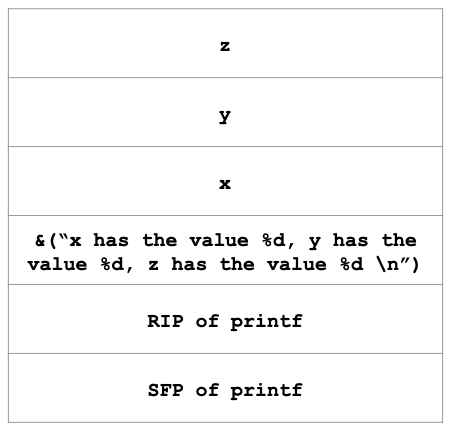 z
y
x
&(“x has the value %d, y has the
value %d, z has the value %d \n”)
RIP of printf
SFP of printf